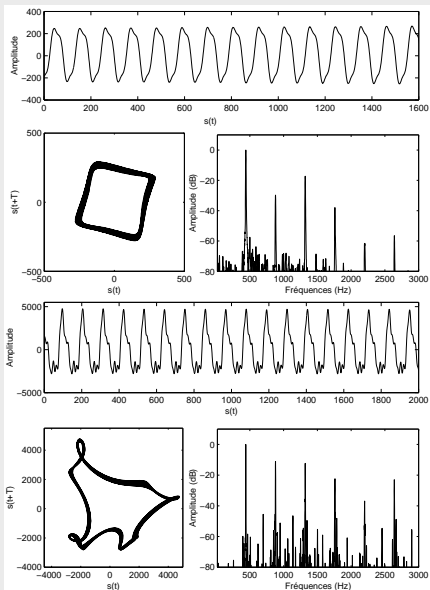 400
200
0
−200
−400
Amplitude
0 200 400 600 800 1000 1200 1400 1600
s(t)
500
0
−500
s(t+T)
−500 0 500
s(t)
0
−20
−40
−60
−80
Amplitude (dB)
500 1000 1500 2000 2500 3000
Fréquences (Hz)
5000
0
−5000
Amplitude
0 200 400 600 800 1000 1200 1400 1600 1800 2000
s(t)
4000
2000
0
−2000
−4000
s(t+T)
−4000 −2000 0 2000 4000
s(t)
0
−20
−40
−60
−80
Amplitude (dB)
500 1000 1500 2000 2500 3000
Fréquences (Hz)